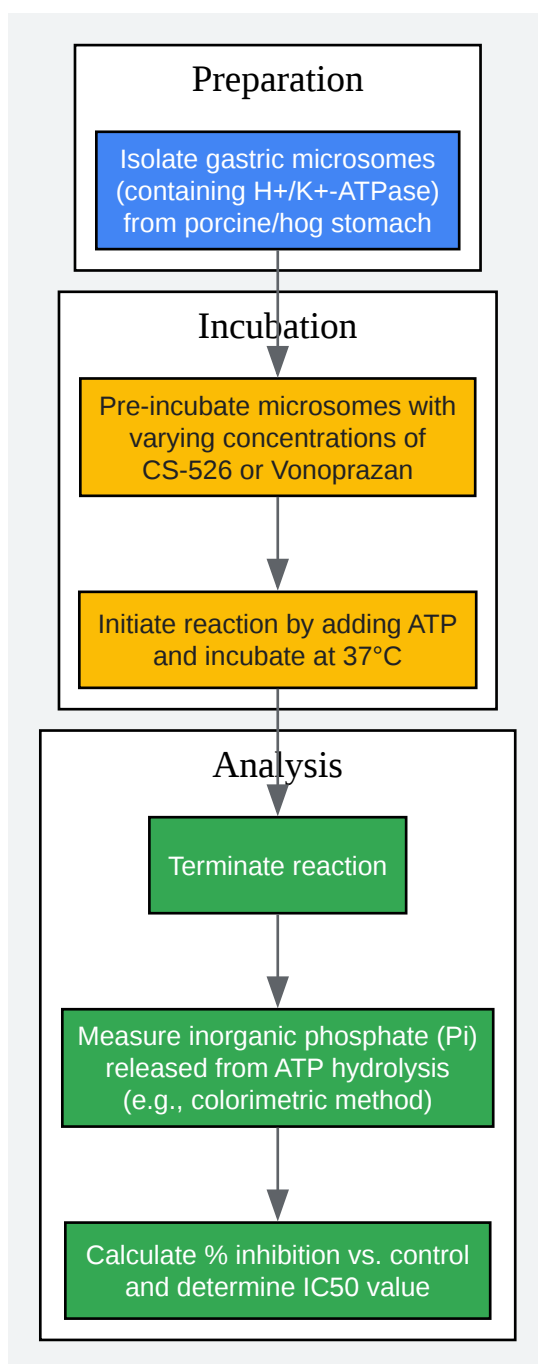 Preparation
Isolate gastric microsomes
(containing H+/K+-ATPase)
from porcine/hog stomach
Incubation
Pre-incubate microsomes with
varying concentrations of
CS-526 or Vonoprazan
Initiate reaction by adding ATP
and incubate at 37°C
Analysis
Terminate reaction
Measure inorganic phosphate (Pi)
released from ATP hydrolysis
(e.g., colorimetric method)
Calculate % inhibition vs. control
and determine IC50 value